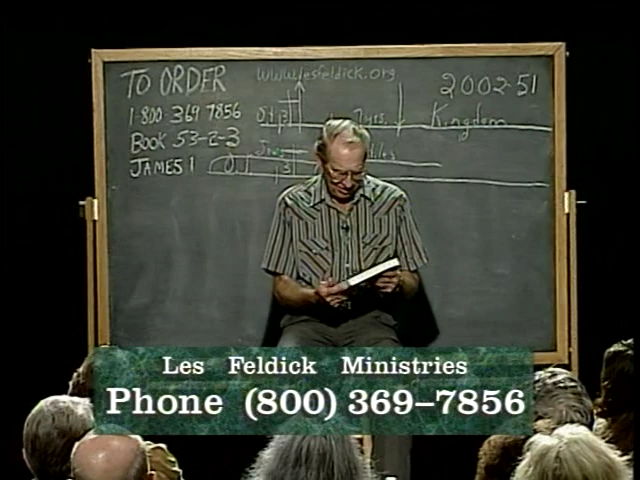 TO ORDER
www.lesfeldick.org
2002-51
1-800-369 7856
7yrs.
Kingdom
BOOK 53-2-3
JAMES 1
Les Feldick Ministries
Phone (800) 369–7856